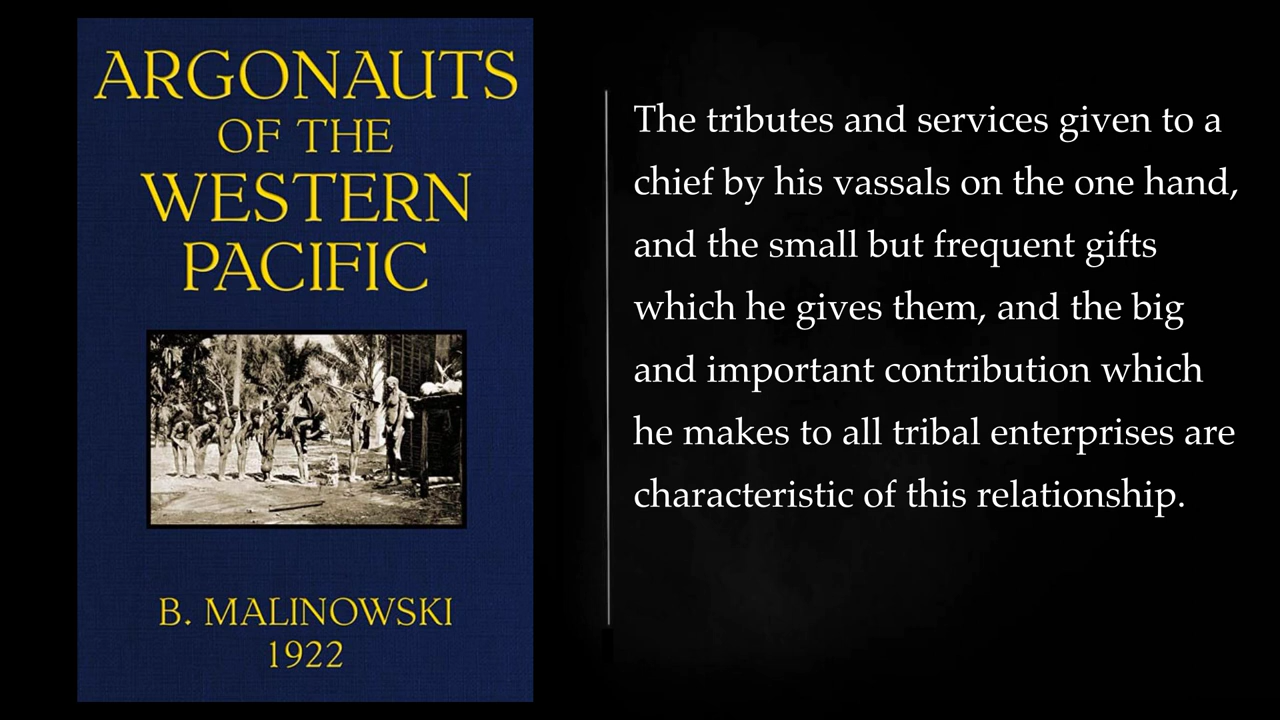 ARGONAUTS
OF THE
WESTERN
PACIFIC
B. MALINOWSKI
1922
The tributes and services given to a
chief by his vassals on the one hand,
and the small but frequent gifts
which he gives them, and the big
and important contribution which
he makes to all tribal enterprises are
characteristic of this relationship.